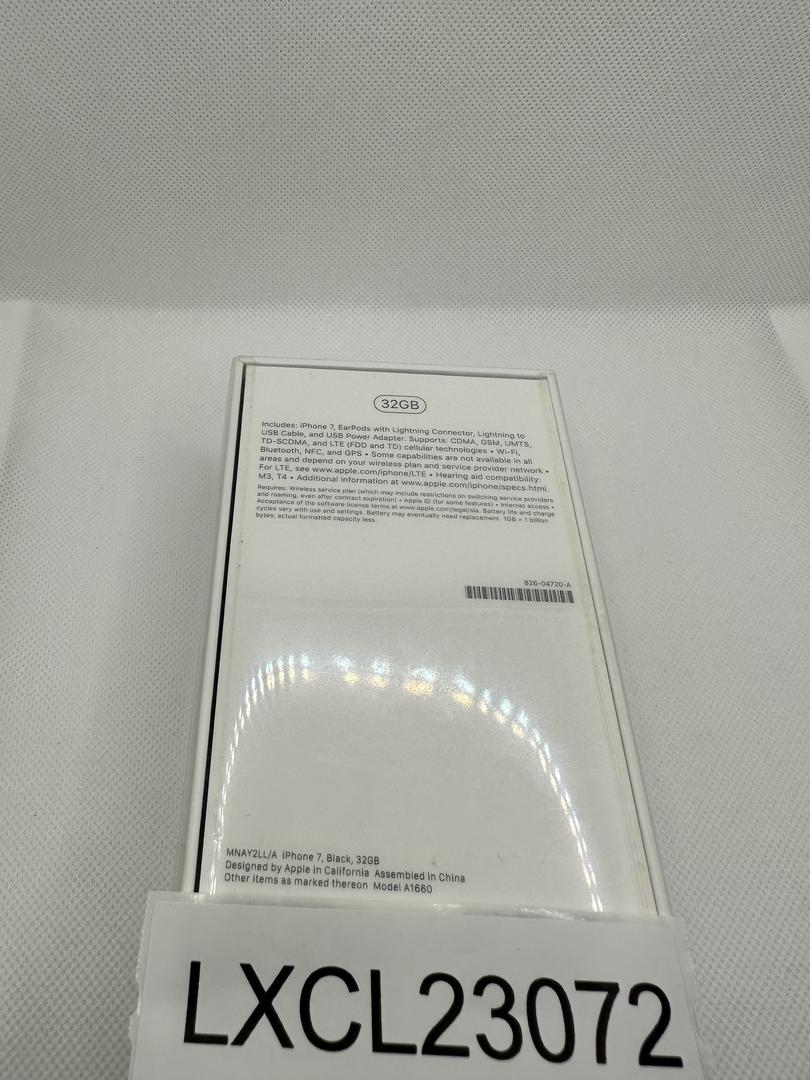 32GB
Includes: iPhone 7, EarPods with Lightning Connector, Lightning to
USB Cable, and USB Power Adapter. Supports: CDMA, GSM, UMTS,
TD-SCDMA, and LTE (FDD and TD) cellular technologies • Wi-Fi,
Bluetooth, NFC, and GPS • Some capabilities are not available in all
areas and depend on your wireless plan and service provider network •
For LTE, see www.apple.com/iphone/LTE • Hearing aid compatibility:
M3, T4 • Additional information at www.apple.com/iphone/specs.html.
Requires: Wireless service plan (which may include restrictions on switching service providers
and roaming, even after contract expiration) • Apple ID (for some features) • Internet access •
Acceptance of the software license terms at www.apple.com/legal/sla. Battery life and charge
cycles vary with use and settings. Battery may eventually need replacement. 1GB = 1 billion
bytes; actual formatted capacity less.
826-04720-A
MNAY2LL/A iPhone 7, Black, 32GB
Designed by Apple in California Assembled in China
Other items as marked thereon Model A1660
LXCL23072